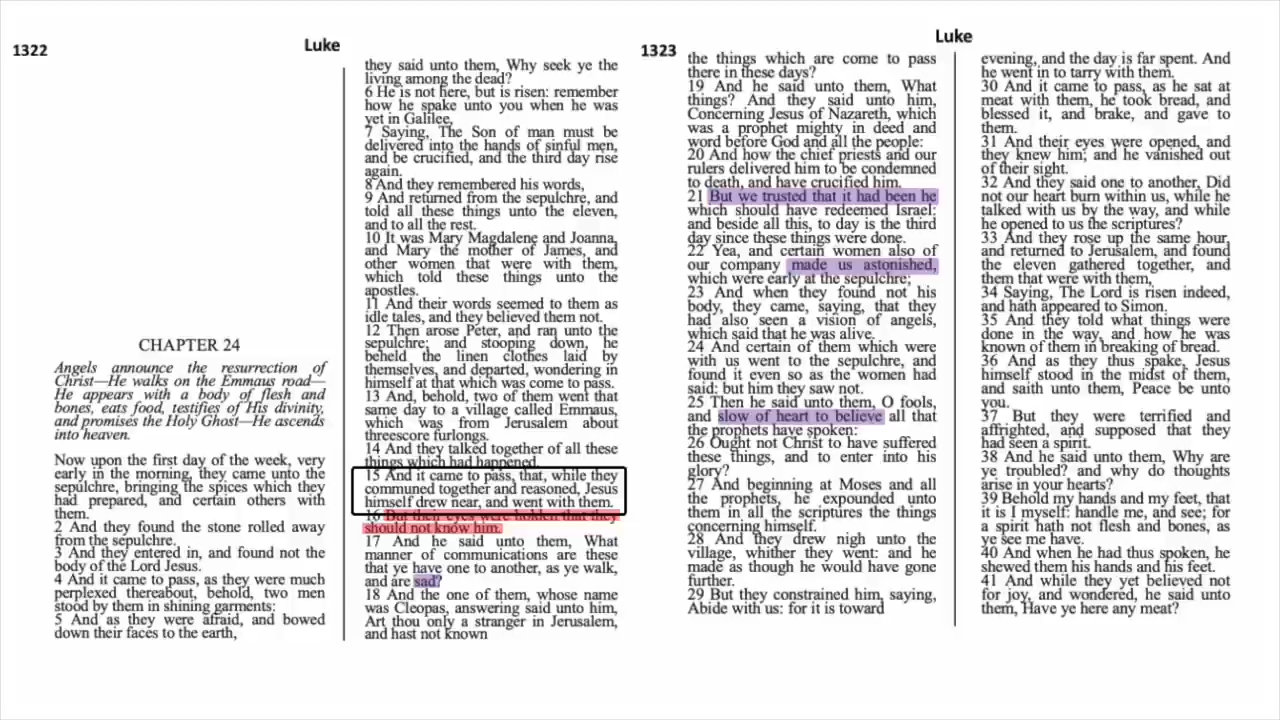 1322
Luke
CHAPTER 24
Angels announce the resurrection of
Christ—He walks on the Emmaus road—
He appears with a body of flesh and
bones, eats food, testifies of His divinity,
and promises the Holy Ghost—He ascends
into heaven.
Now upon the first day of the week, very
early in the morning, they came unto the
sepulchre, bringing the spices which they
had prepared, and certain others with
them.
2 And they found the stone rolled away
from the sepulchre.
3 And they entered in, and found not the
body of the Lord Jesus.
4 And it came to pass, as they were much
perplexed thereabout, behold, two men
stood by them in shining garments:
5 And as they were afraid, and bowed
down their faces to the earth,
they said unto them, Why seek ye the
living among the dead?
6 He is not here, but is risen: remember
how he spake unto you when he was
yet in Galilee,
7 Saying, The Son of man must be
delivered into the hands of sinful men,
and be crucified, and the third day rise
again.
8 And they remembered his words,
9 And returned from the sepulchre, and
told all these things unto the eleven,
and to all the rest.
10 It was Mary Magdalene and Joanna,
and Mary the mother of James, and
other women that were with them,
which told these things unto the
apostles.
11 And their words seemed to them as
idle tales, and they believed them not.
12 Then arose Peter, and ran unto the
sepulchre; and stooping down, he
beheld the linen clothes laid by
themselves, and departed, wondering in
himself at that which was come to pass.
13 And, behold, two of them went that
same day to a village called Emmaus,
which was from Jerusalem about
threescore furlongs.
14 And they talked together of all these
things which had happened.
15 And it came to pass, that, while they
communed together and reasoned, Jesus
himself drew near, and went with them.
16 But their eyes were holden that they
should not know him.
17 And he said unto them, What
manner of communications are these
that ye have one to another, as ye walk,
and are sad?
18 And the one of them, whose name
was Cleopas, answering said unto him,
Art thou only a stranger in Jerusalem,
and hast not known
1323
Luke
the things which are come to pass
there in these days?
19 And he said unto them, What
things? And they said unto him,
Concerning Jesus of Nazareth, which
was a prophet mighty in deed and
word before God and all the people:
20 And how the chief priests and our
rulers delivered him to be condemned
to death, and have crucified him.
21 But we trusted that it had been he
which should have redeemed Israel:
and beside all this, to day is the third
day since these things were done.
22 Yea, and certain women also of
our company made us astonished,
which were early at the sepulchre;
23 And when they found not his
body, they came, saying, that they
had also seen a vision of angels,
which said that he was alive.
24 And certain of them which were
with us went to the sepulchre, and
found it even so as the women had
said: but him they saw not.
25 Then he said unto them, O fools,
and slow of heart to believe all that
the prophets have spoken:
26 Ought not Christ to have suffered
these things, and to enter into his
glory?
27 And beginning at Moses and all
the prophets, he expounded unto
them in all the scriptures the things
concerning himself.
28 And they drew nigh unto the
village, whither they went: and he
made as though he would have gone
further.
29 But they constrained him, saying,
Abide with us: for it is toward
evening, and the day is far spent. And
he went in to tarry with them.
30 And it came to pass, as he sat at
meat with them, he took bread, and
blessed it, and brake, and gave to
them.
31 And their eyes were opened, and
they knew him; and he vanished out
of their sight.
32 And they said one to another, Did
not our heart burn within us, while he
talked with us by the way, and while
he opened to us the scriptures?
33 And they rose up the same hour,
and returned to Jerusalem, and found
the eleven gathered together, and
them that were with them,
34 Saying, The Lord is risen indeed,
and hath appeared to Simon.
35 And they told what things were
done in the way, and how he was
known of them in breaking of bread.
36 And as they thus spake, Jesus
himself stood in the midst of them,
and saith unto them, Peace be unto
you.
37 But they were terrified and
affrighted, and supposed that they
had seen a spirit.
38 And he said unto them, Why are
ye troubled? and why do thoughts
arise in your hearts?
39 Behold my hands and my feet, that
it is I myself: handle me, and see; for
a spirit hath not flesh and bones, as
ye see me have.
40 And when he had thus spoken, he
shewed them his hands and his feet.
41 And while they yet believed not
for joy, and wondered, he said unto
them, Have ye here any meat?